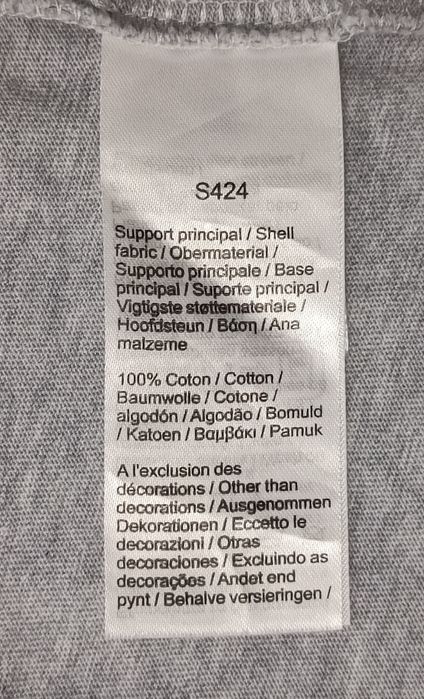 S424
Support principal / Shell
fabric / Obermaterial /
Supporto principale / Base
principal / Suporte principal /
Vigtigste støttemateriale /
Hoofdsteun / Βάση / Ana
malzeme
100% Coton / Cotton /
Baumwolle / Cotone /
algodón / Algodão / Bomuld
/ Katoen / Βαμβάκι / Pamuk
A l'exclusion des
décorations / Other than
decorations / Ausgenommen
Dekorationen / Eccetto le
decorazioni / Otras
decoraciones / Excluindo as
decorações / Andet end
pynt / Behalve versieringen /